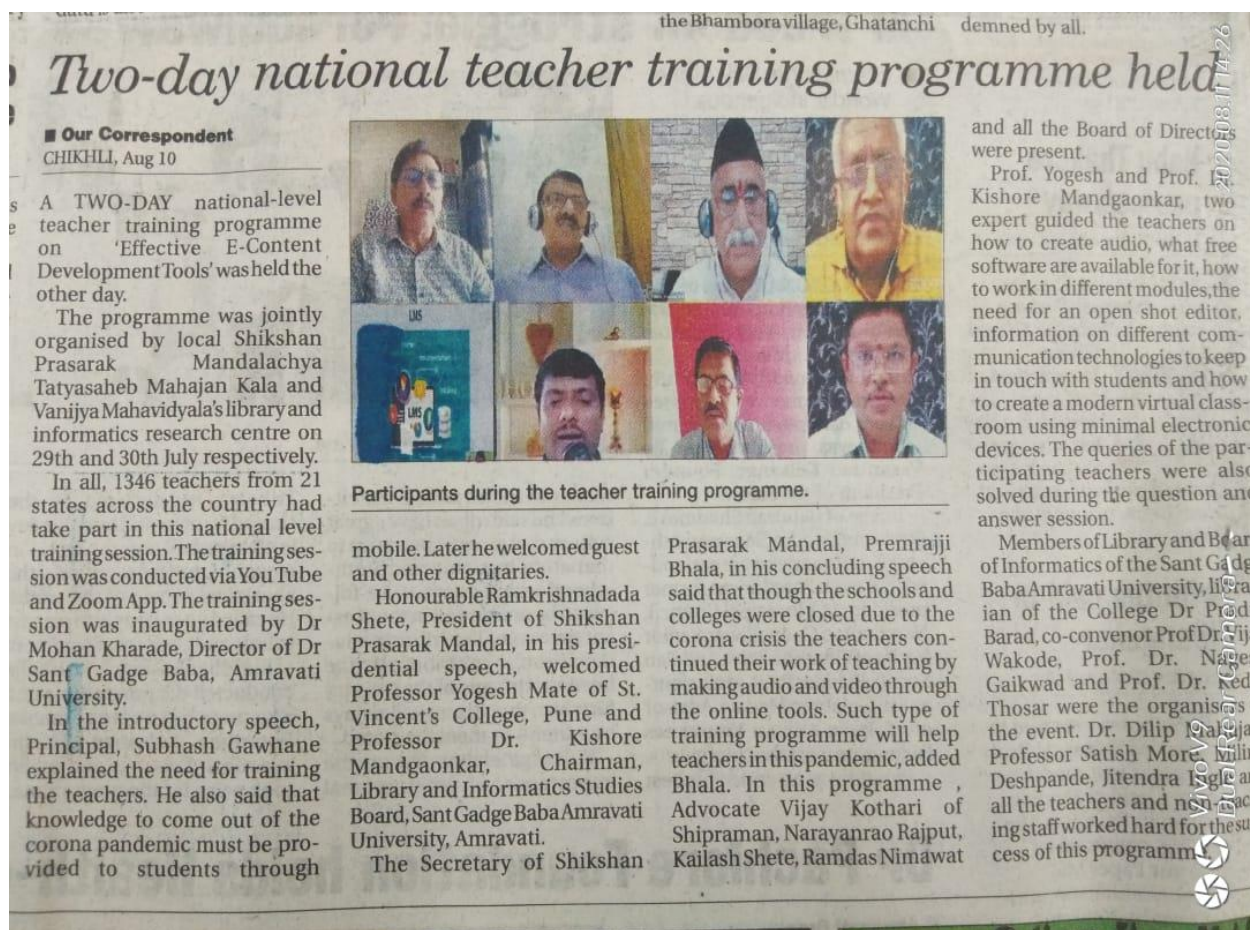 the Bhambora village, Ghatanchi
demned by all.
Two-day national teacher training programme held
■ Our Correspondent
CHIKHLI, Aug 10
A TWO-DAY national-level
teacher training programme
on 'Effective E-Content
Development Tools' was held the
other day.
The programme was jointly
organised by local Shikshan
Prasarak Mandalachya
Tatyasaheb Mahajan Kala and
Vanijya Mahavidyala's library and
informatics research centre on
29th and 30th July respectively.
In all, 1346 teachers from 21
states across the country had
take part in this national level
training session. The training ses-
sion was conducted via You Tube
and Zoom App. The training ses-
sion was inaugurated by Dr
Mohan Kharade, Director of Dr
Sant Gadge Baba, Amravati
University.
In the introductory speech,
Principal, Subhash Gawhane
explained the need for training
the teachers. He also said that
knowledge to come out of the
corona pandemic must be pro-
vided to students through
LMS
LMS
Participants during the teacher training programme.
mobile. Later he welcomed guest
and other dignitaries.
Honourable Ramkrishnadada
Shete, President of Shikshan
Prasarak Mandal, in his presi-
dential speech, welcomed
Professor Yogesh Mate of St.
Vincent's College, Pune and
Professor Dr. Kishore
Mandgaonkar, Chairman,
Library and Informatics Studies
Board, Sant Gadge Baba Amravati
University, Amravati.
The Secretary of Shikshan
Prasarak Mandal, Premrajji
Bhala, in his concluding speech
said that though the schools and
colleges were closed due to the
corona crisis the teachers con-
tinued their work of teaching by
making audio and video through
the online tools. Such type of
training programme will help
teachers in this pandemic, added
Bhala. In this programme ,
Advocate Vijay Kothari of
Shipraman, Narayanrao Rajput,
Kailash Shete, Ramdas Nimawat
and all the Board of Directors
were present.
Prof. Yogesh and Prof.
Kishore Mandgaonkar, two
expert guided the teachers on
how to create audio, what free
software are available for it, how
to work in different modules,the
need for an open shot editor,
information on different com-
munication technologies to keep
in touch with students and how
to create a modern virtual class-
room using minimal electronic
devices. The queries of the par-
ticipating teachers were also
solved during the question and
answer session.
Members of Library and
of Informatics of the Sant
Baba Amravati University,
ian of the College Dr
Barad, co-convenor Prof Dr.
Wakode, Prof. Dr.
Gaikwad and Prof. Dr.
Thosar were the organisers
the event. Dr. Dilip
Professor Satish More,
Deshpande, Jitendra
all the teachers and
ing staff worked hard for the
cess of this programme
2020.08.11 14:26
Vivo V9
Dual Rear Camera